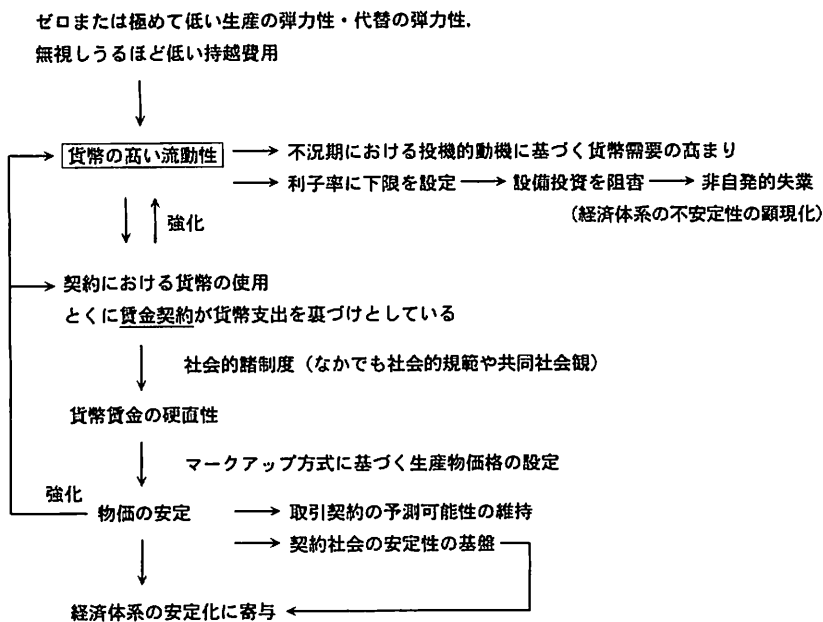 ゼロまたは極めて低い生産の弾力性・代替の弾力性,
無視しうるほど低い持越費用
貨幣の高い流動性
不況期における投機的動機に基づく貨幣需要の高まり
利子率に下限を設定
設備投資を阻害
非自発的失業
(経済体系の不安定性の顕現化)
強化
契約における貨幣の使用
とくに賃金契約が貨幣支出を裏づけとしている
社会的諸制度(なかでも社会的規範や共同社会観)
貨幣賃金の硬直性
マークアップ方式に基づく生産物価格の設定
強化
物価の安定
取引契約の予測可能性の維持
契約社会の安定性の基盤
経済体系の安定化に寄与